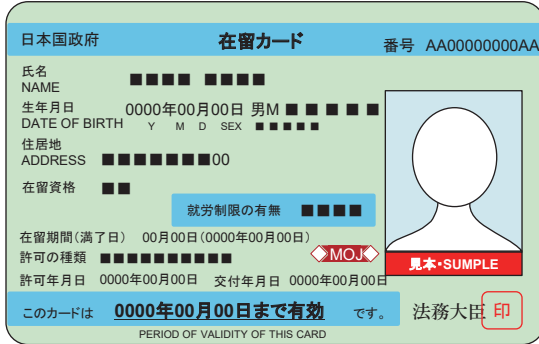 日本国政府 在留カード 番号 AA00000000AA
氏名
NAME ■■■■ ■■■■
生年月日 0000年00月00日 男M ■ ■ ■ ■ ■
DATE OF BIRTH Y M D SEX ■ ■ ■ ■ ■
住居地
ADDRESS ■■■■■■■00
在留資格 ■■
就労制限の有無 ■■■■
在留期間(満了日) 00月00日(0000年00月00日)
許可の種類 ■■■■■■■■■■ MOJ
見本・SUMPLE
許可年月日 0000年00月00日 交付年月日 0000年00月00日
このカードは 0000年00月00日まで有効 です。 法務大臣 印
PERIOD OF VALIDITY OF THIS CARD